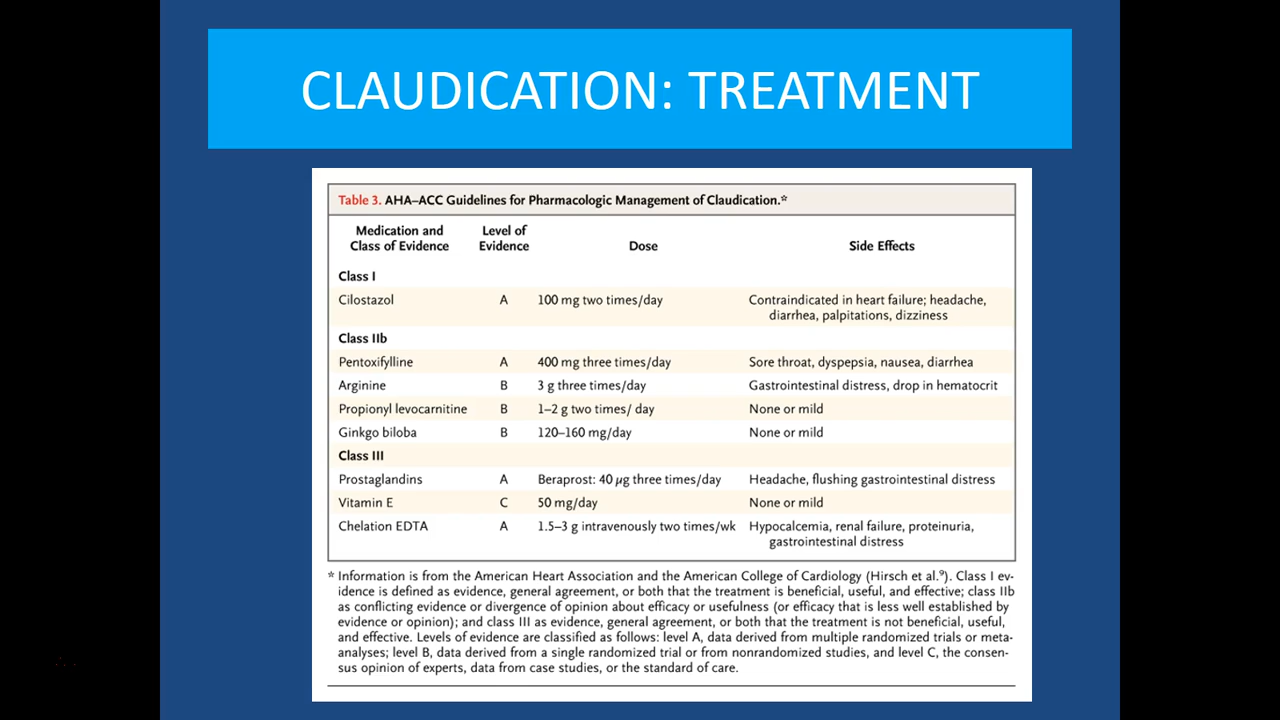 CLAUDICATION: TREATMENT
Table 3. AHA–ACC Guidelines for Pharmacologic Management of Claudication.*
Medication and Class of Evidence Level of Evidence Dose Side Effects
Class I
Cilostazol A 100 mg two times/day Contraindicated in heart failure; headache,
diarrhea, palpitations, dizziness
Class IIb
Pentoxifylline A 400 mg three times/day Sore throat, dyspepsia, nausea, diarrhea
Arginine B 3 g three times/day Gastrointestinal distress, drop in hematocrit
Propionyl levocarnitine B 1–2 g two times/ day None or mild
Ginkgo biloba B 120–160 mg/day None or mild
Class III
Prostaglandins A Beraprost: 40 µg three times/day Headache, flushing gastrointestinal distress
Vitamin E C 50 mg/day None or mild
Chelation EDTA A 1.5–3 g intravenously two times/wk Hypocalcemia, renal failure, proteinuria,
gastrointestinal distress
* Information is from the American Heart Association and the American College of Cardiology (Hirsch et al.⁹). Class I ev-
idence is defined as evidence, general agreement, or both that the treatment is beneficial, useful, and effective; class IIb
as conflicting evidence or divergence of opinion about efficacy or usefulness (or efficacy that is less well established by
evidence or opinion); and class III as evidence, general agreement, or both that the treatment is not beneficial, useful,
and effective. Levels of evidence are classified as follows: level A, data derived from multiple randomized trials or meta-
analyses; level B, data derived from a single randomized trial or from nonrandomized studies, and level C, the consen-
sus opinion of experts, data from case studies, or the standard of care.